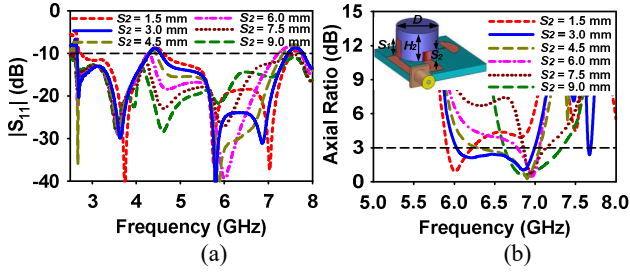 S2 = 1.5 mm S2 = 6.0 mm
S2 = 3.0 mm S2 = 7.5 mm
S2 = 4.5 mm S2 = 9.0 mm
|S11| (dB)
0
-10
-20
-30
-40
3 4 5 6 7 8
Frequency (GHz)
(a)
D
H2
S1
S2
S2 = 1.5 mm
S2 = 3.0 mm
S2 = 4.5 mm
S2 = 6.0 mm
S2 = 7.5 mm
S2 = 9.0 mm
Axial Ratio (dB)
15
12
9
6
3
0
5.0 5.5 6.0 6.5 7.0 7.5 8.0
Frequency (GHz)
(b)